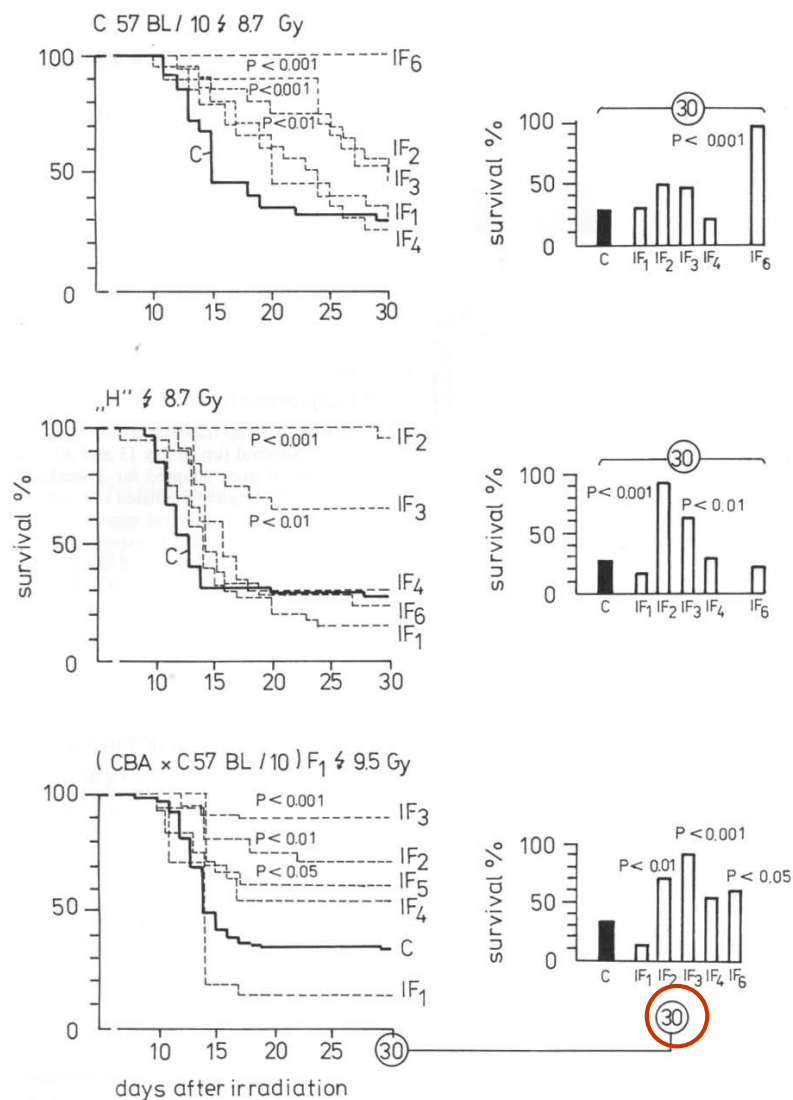 C 57 BL / 10 ϟ 8.7 Gy
survival %
100
50
0
10 15 20 25 30
P < 0.001
P < 0.001
P < 0.01
C
IF6
IF2
IF3
IF1
IF4
30
survival %
100
50
0
P < 0.001
C IF1 IF2 IF3 IF4 IF6
„H“ ϟ 8.7 Gy
survival %
100
50
0
10 15 20 25 30
P < 0.001
P < 0.01
C
IF2
IF3
IF4
IF6
IF1
30
survival %
100
50
0
P < 0.001
P < 0.01
C IF1 IF2 IF3 IF4 IF6
( CBA × C 57 BL / 10 ) F1 ϟ 9.5 Gy
survival %
100
50
0
10 15 20 25 30
P < 0.001
P < 0.01
P < 0.05
IF3
IF2
IF5
IF4
C
IF1
days after irradiation
survival %
100
50
0
P < 0.001
P < 0.01
P < 0.05
C IF1 IF2 IF3 IF4 IF6
30